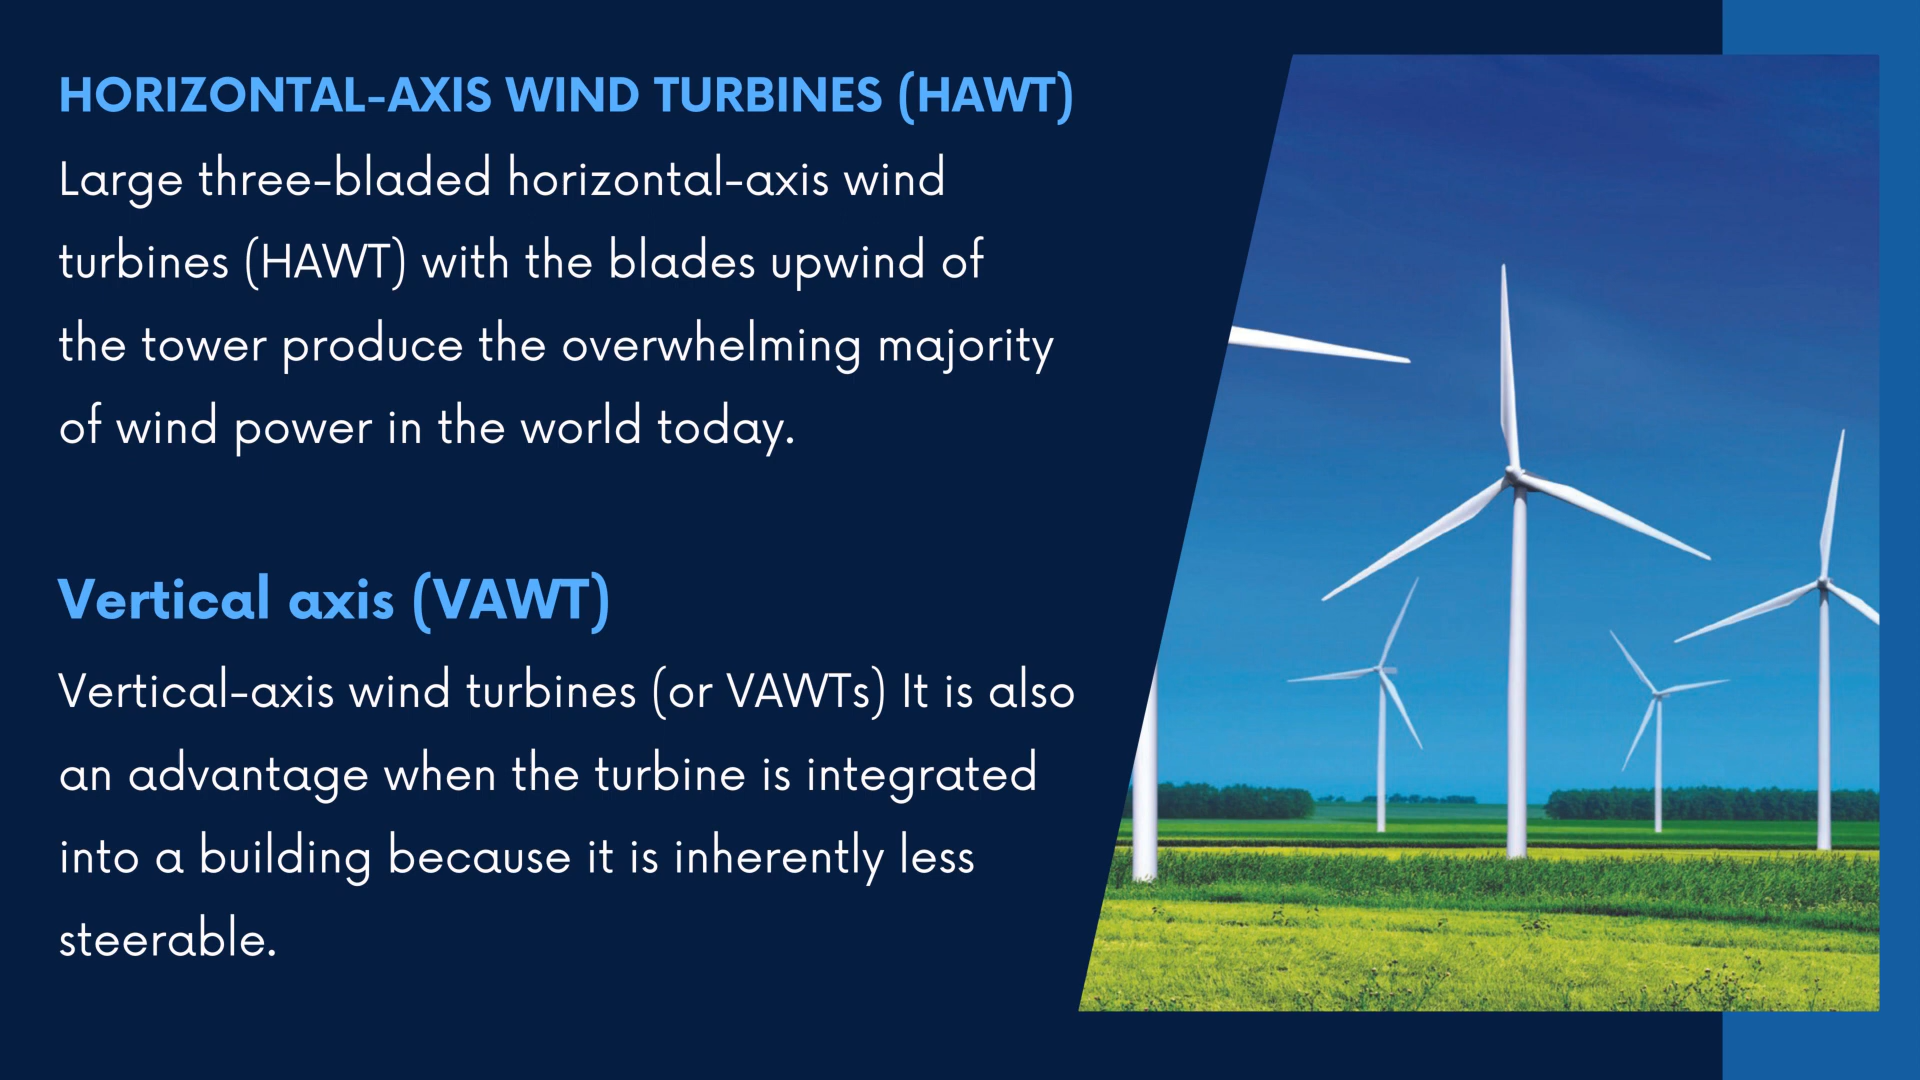 HORIZONTAL-AXIS WIND TURBINES (HAWT)
Large three-bladed horizontal-axis wind
turbines (HAWT) with the blades upwind of
the tower produce the overwhelming majority
of wind power in the world today.
Vertical axis (VAWT)
Vertical-axis wind turbines (or VAWTs) It is also
an advantage when the turbine is integrated
into a building because it is inherently less
steerable.